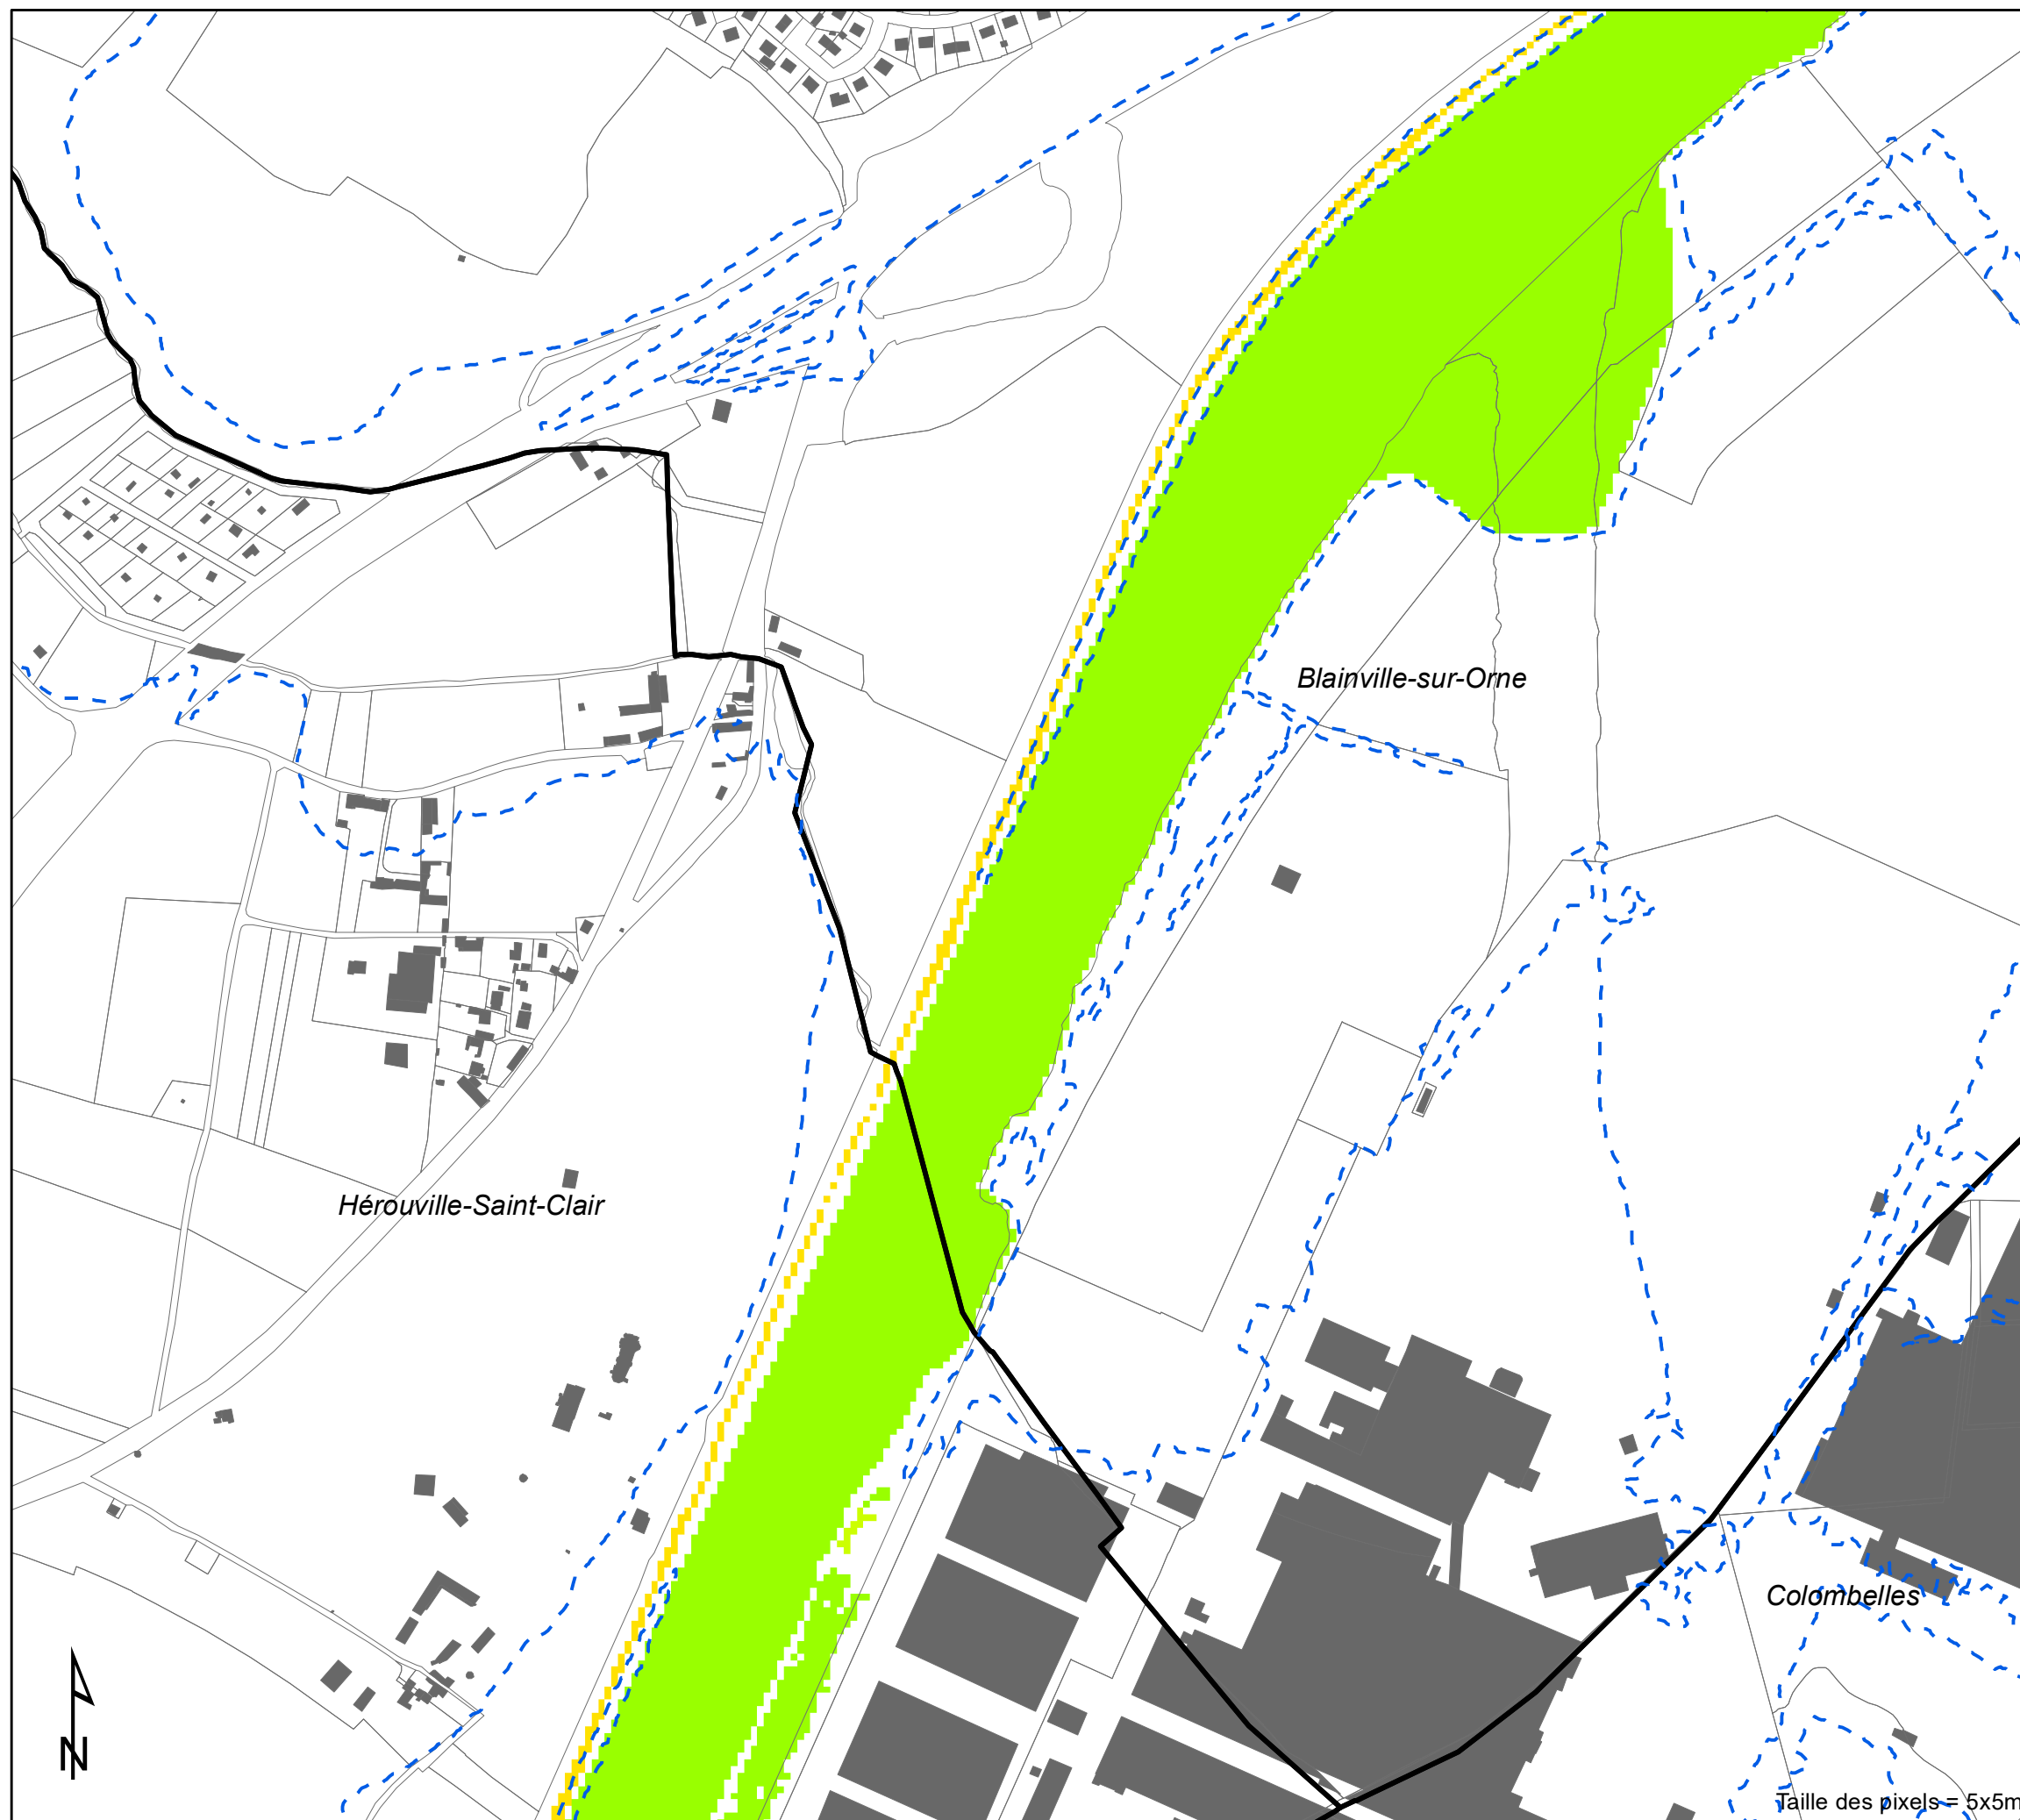 Blainville-sur-Orne
Hérouville-Saint-Clair
Colombelles
N
Taille des pixels = 5x5m